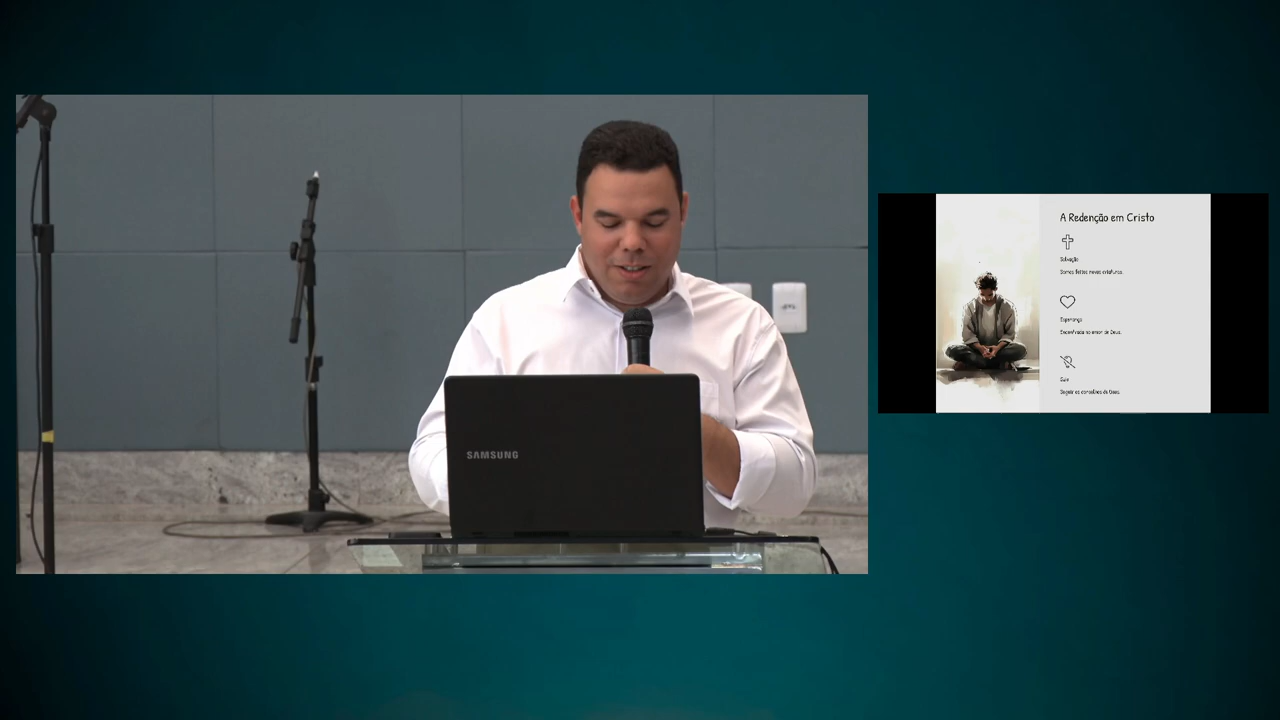 SAMSUNG
A Redenção em Cristo
Salvação
Somos feitos novas criaturas.
Esperança
Encontrada no amor de Deus.
Guia
Seguir os conselhos de Deus.